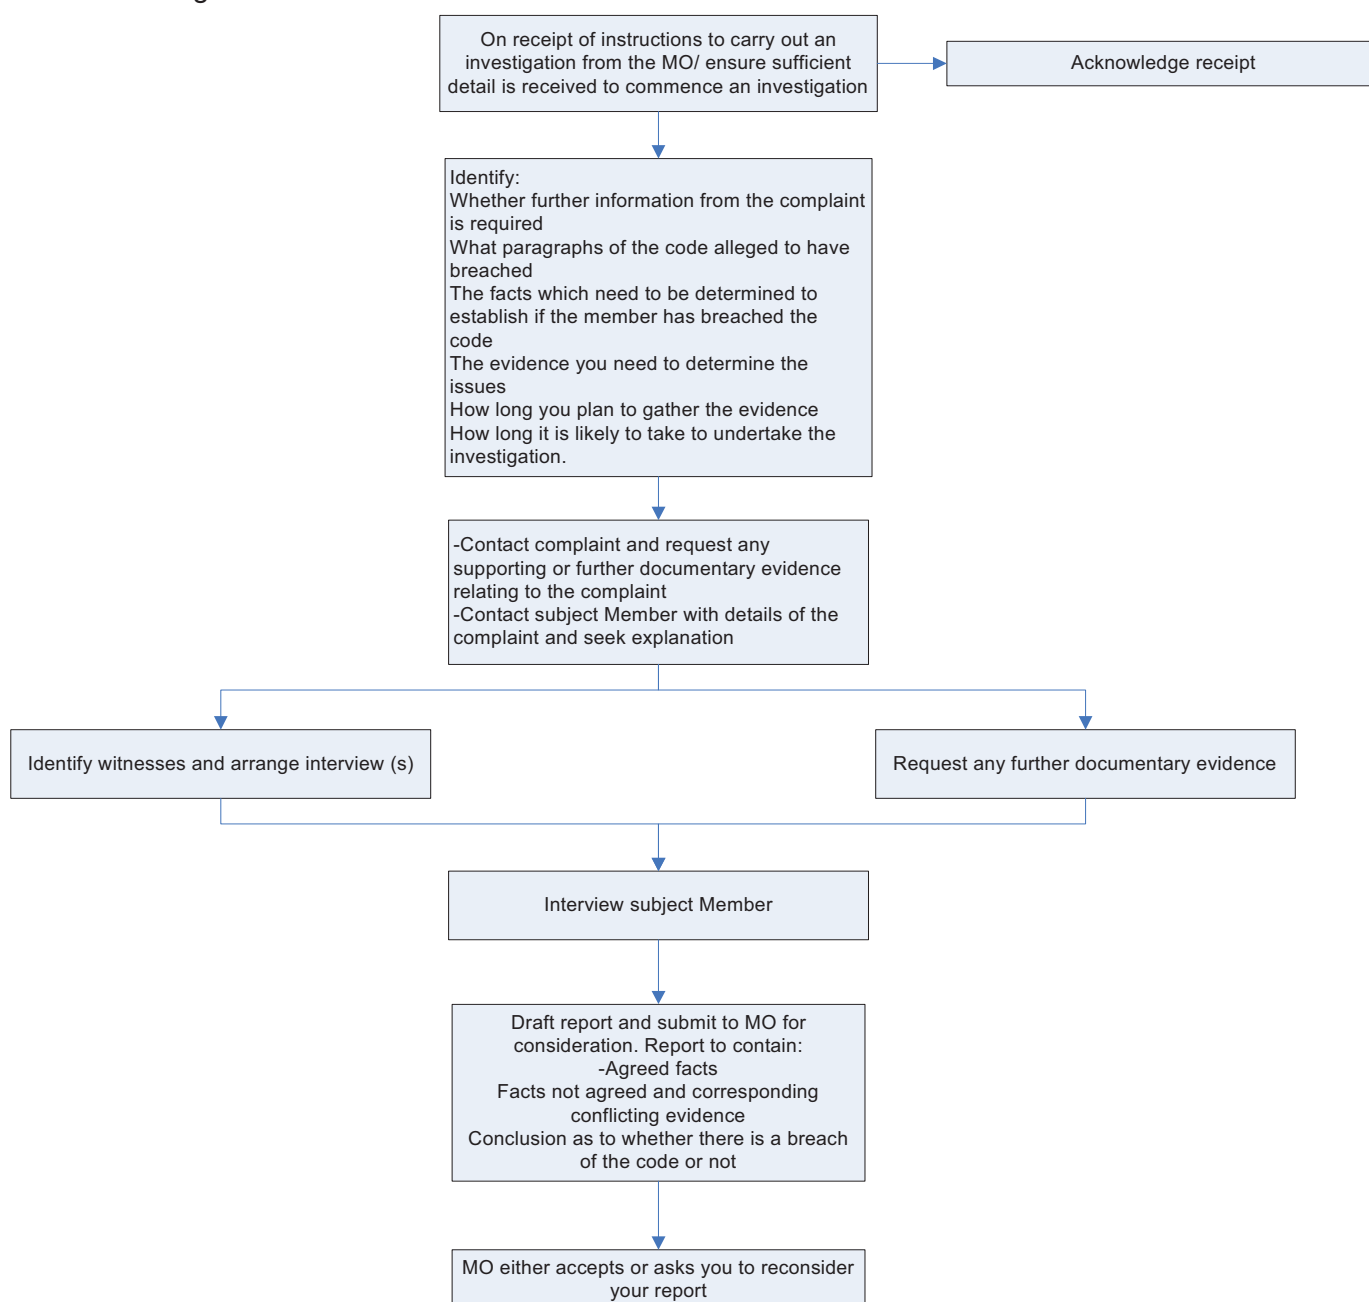 On receipt of instructions to carry out an
investigation from the MO/ ensure sufficient
detail is received to commence an investigation
Acknowledge receipt
Identify:
Whether further information from the complaint
is required
What paragraphs of the code alleged to have
breached
The facts which need to be determined to
establish if the member has breached the
code
The evidence you need to determine the
issues
How long you plan to gather the evidence
How long it is likely to take to undertake the
investigation.
-Contact complaint and request any
supporting or further documentary evidence
relating to the complaint
-Contact subject Member with details of the
complaint and seek explanation
Identify witnesses and arrange interview (s)
Request any further documentary evidence
Interview subject Member
Draft report and submit to MO for
consideration. Report to contain:
-Agreed facts
Facts not agreed and corresponding
conflicting evidence
Conclusion as to whether there is a breach
of the code or not
MO either accepts or asks you to reconsider
your report